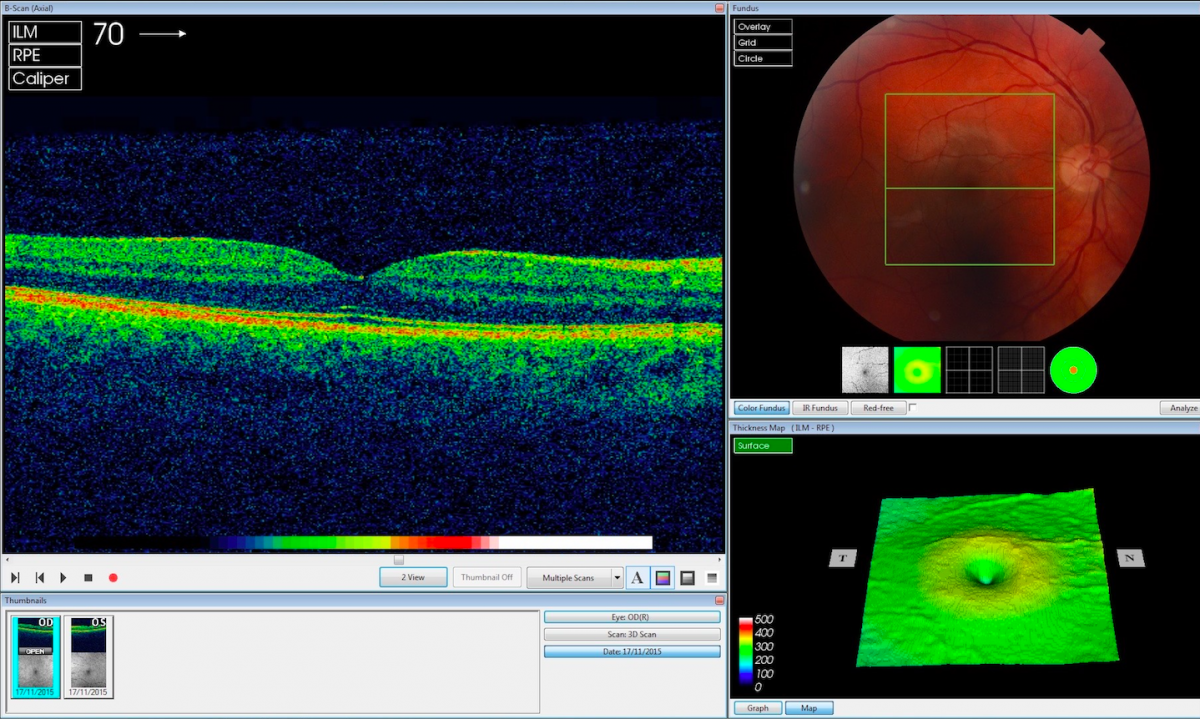 B-Scan (Axial)
ILM
70
RPE
Caliper
2 View
Thumbnail Off
Multiple Scans
A
Thumbnails
OD
OPEN
17/11/2015
OS
17/11/2015
Eye: OD(R)
Scan: 3D Scan
Date: 17/11/2015
Fundus
Overlay
Grid
Circle
Color Fundus
IR Fundus
Red-free
Analyze
Thickness Map ( ILM - RPE )
Surface
T
N
500
400
300
200
100
0
Graph
Map